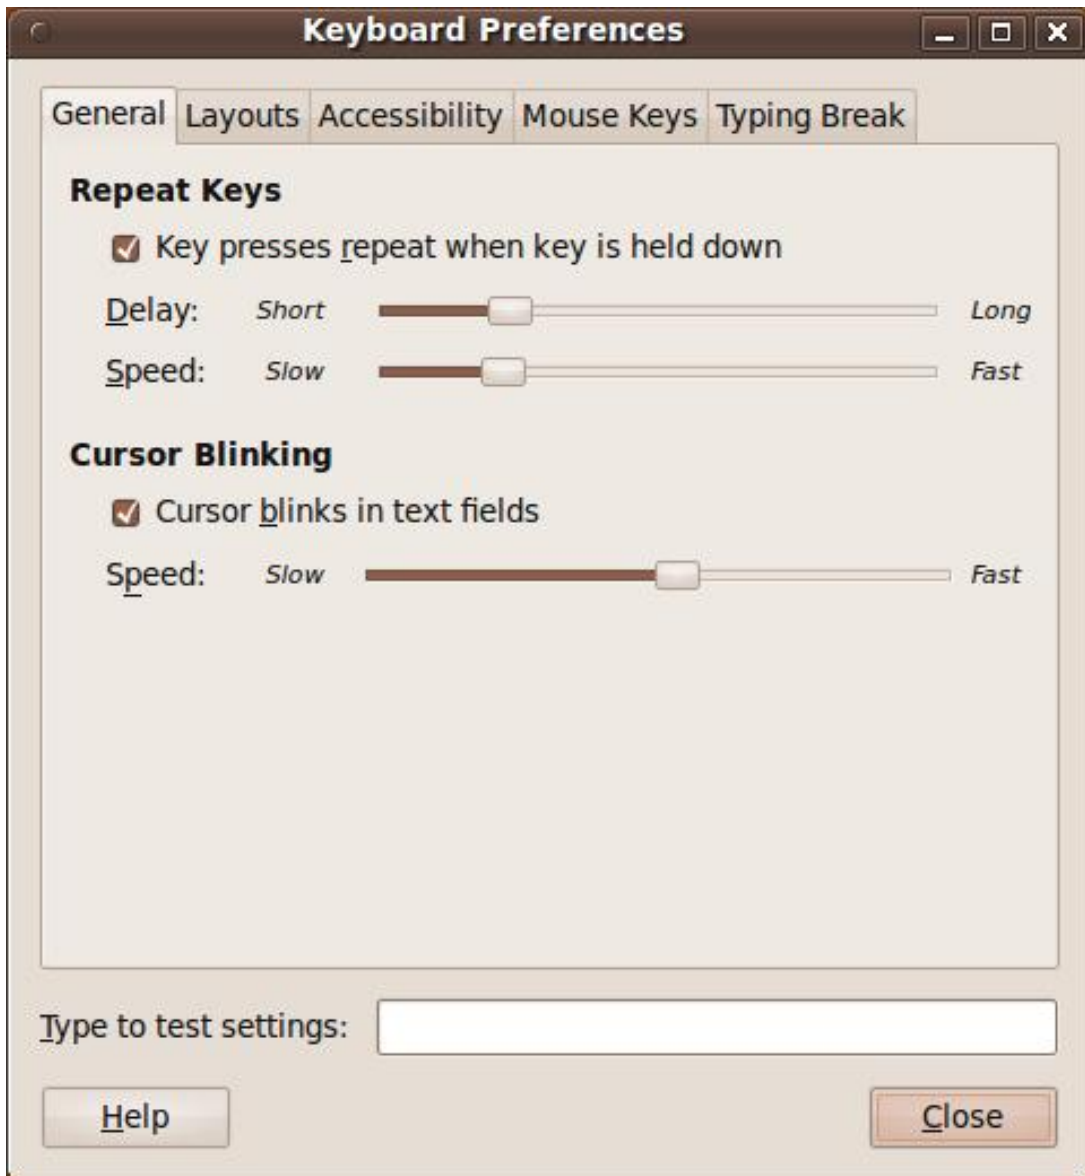 Keyboard Preferences
General Layouts Accessibility Mouse Keys Typing Break
Repeat Keys
Key presses repeat when key is held down
Delay: Short Long
Speed: Slow Fast
Cursor Blinking
Cursor blinks in text fields
Speed: Slow Fast
Type to test settings:
Help Close